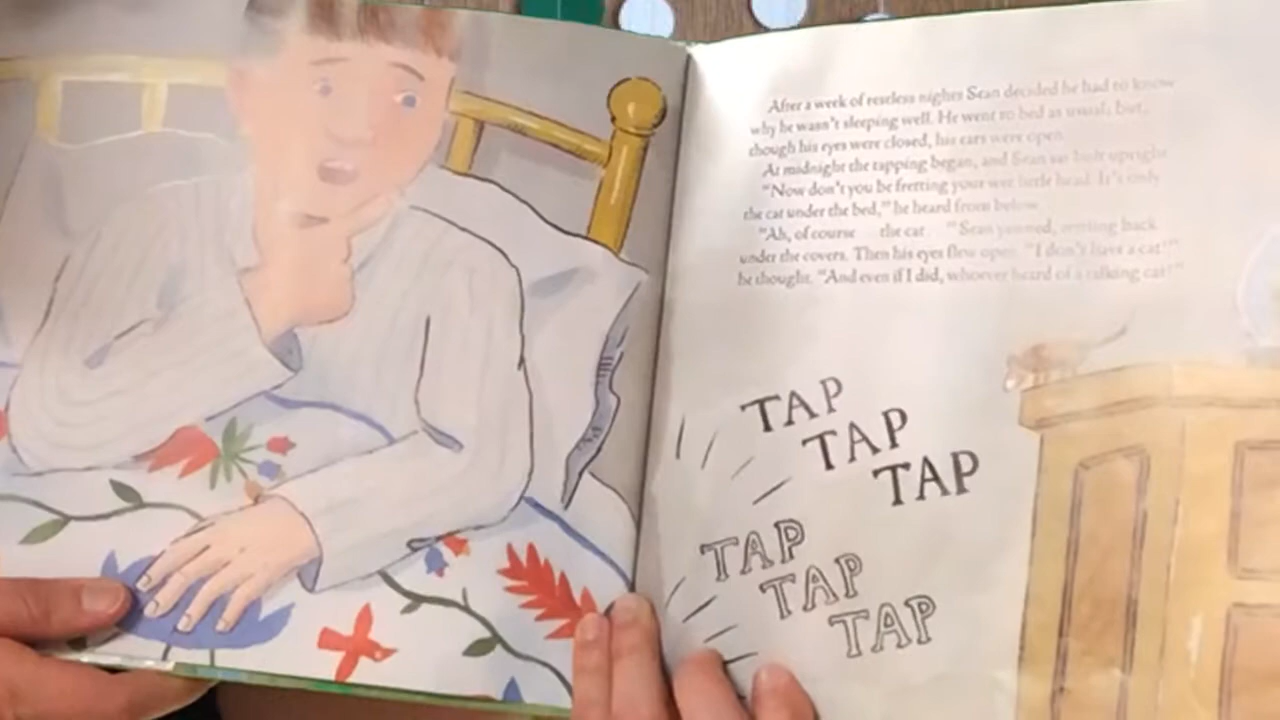 After a week of restless nights Sean decided he had to know
why he wasn't sleeping well. He went to bed as usual; but,
though his eyes were closed, his ears were open.
At midnight the tapping began, and Sean sat bolt upright.
"Now don't you be fretting your wee little head. It's only
the cat under the bed," he heard from below.
"Ah, of course . . . the cat . . ." Sean yawned, settling back
under the covers. Then his eyes flew open. "I don't have a cat!"
he thought. "And even if I did, whoever heard of a talking cat?"
TAP
TAP
TAP
TAP
TAP
TAP